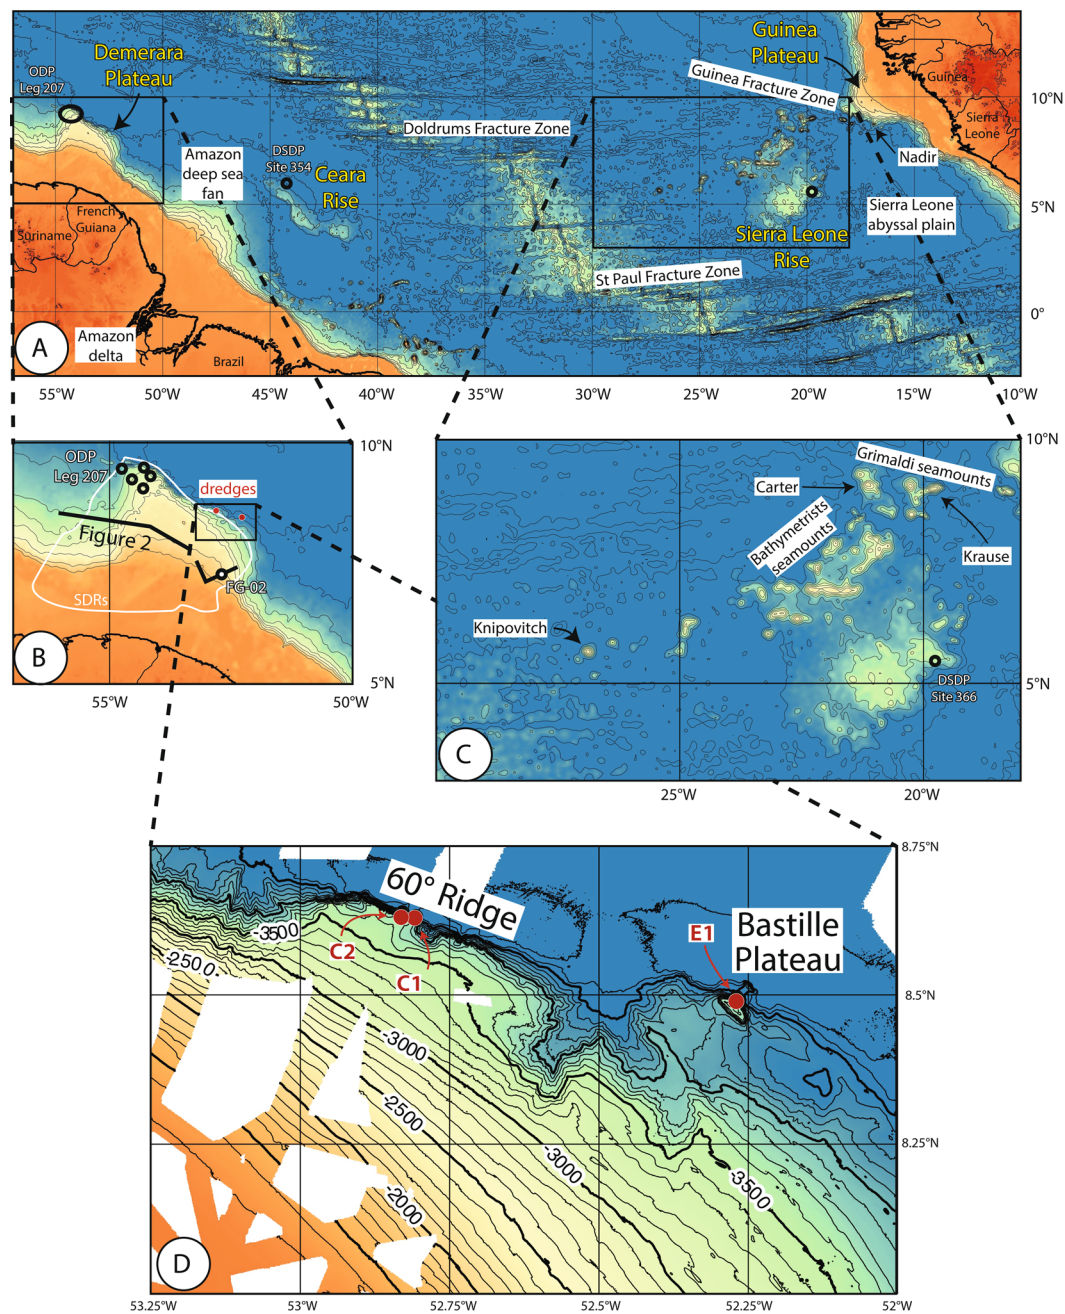 Demerara
Plateau
ODP
Leg 207
Guinea
Plateau
Guinea Fracture Zone
Guinea
Sierra
Leone
10°N
Doldrums Fracture Zone
Nadir
Amazon
deep sea
fan
DSDP
Site 354
Ceara
Rise
Sierra Leone
abyssal plain
5°N
French
Guiana
Suriname
Sierra Leone
Rise
St Paul Fracture Zone
0°
A
Amazon
delta
Brazil
55°W
50°W
45°W
40°W
35°W
30°W
25°W
20°W
15°W
10°W
10°N
ODP
Leg 207
dredges
Figure 2
FG-02
SDRs
B
5°N
55°W
50°W
10°N
Grimaldi seamounts
Carter
Bathymetrists
seamounts
Krause
Knipovitch
DSDP
Site 366
5°N
C
25°W
20°W
8.75°N
60° Ridge
Bastille
Plateau
E1
C2
C1
-3500
-2500
8.5°N
-3000
-2500
-3000
-3500
-2000
8.25°N
D
53.25°W
53°W
52.75°W
52.5°W
52.25°W
52°W